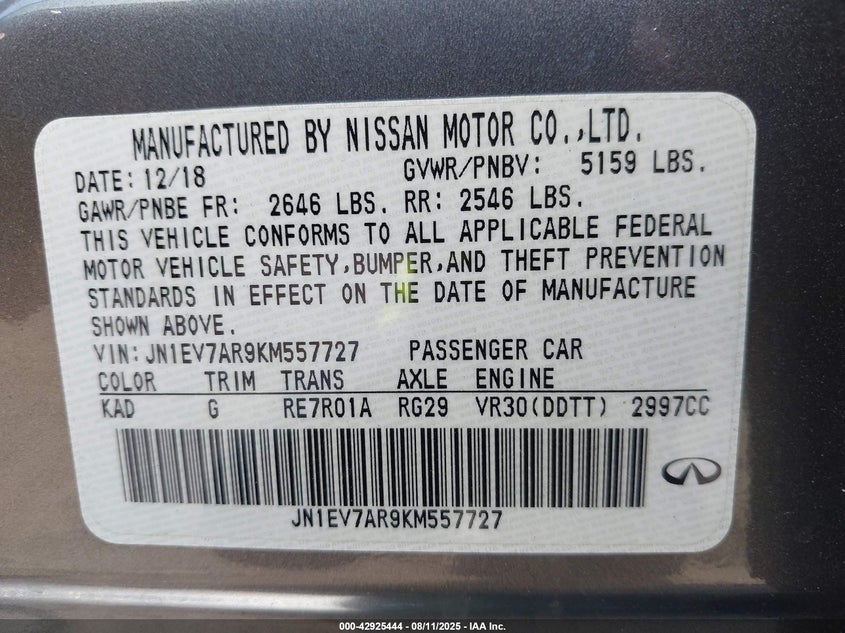 MANUFACTURED BY NISSAN MOTOR CO.,LTD.
DATE: 12/18 GVWR/PNBV: 5159 LBS.
GAWR/PNBE FR: 2646 LBS. RR: 2546 LBS.
THIS VEHICLE CONFORMS TO ALL APPLICABLE FEDERAL
MOTOR VEHICLE SAFETY,BUMPER,AND THEFT PREVENTION
STANDARDS IN EFFECT ON THE DATE OF MANUFACTURE
SHOWN ABOVE.
VIN:JN1EV7AR9KM557727 PASSENGER CAR
COLOR TRIM TRANS AXLE ENGINE
KAD G RE7R01A RG29 VR30(DDTT) 2997CC
JN1EV7AR9KM557727
000-42925444 - 08/11/2025 - IAA Inc.